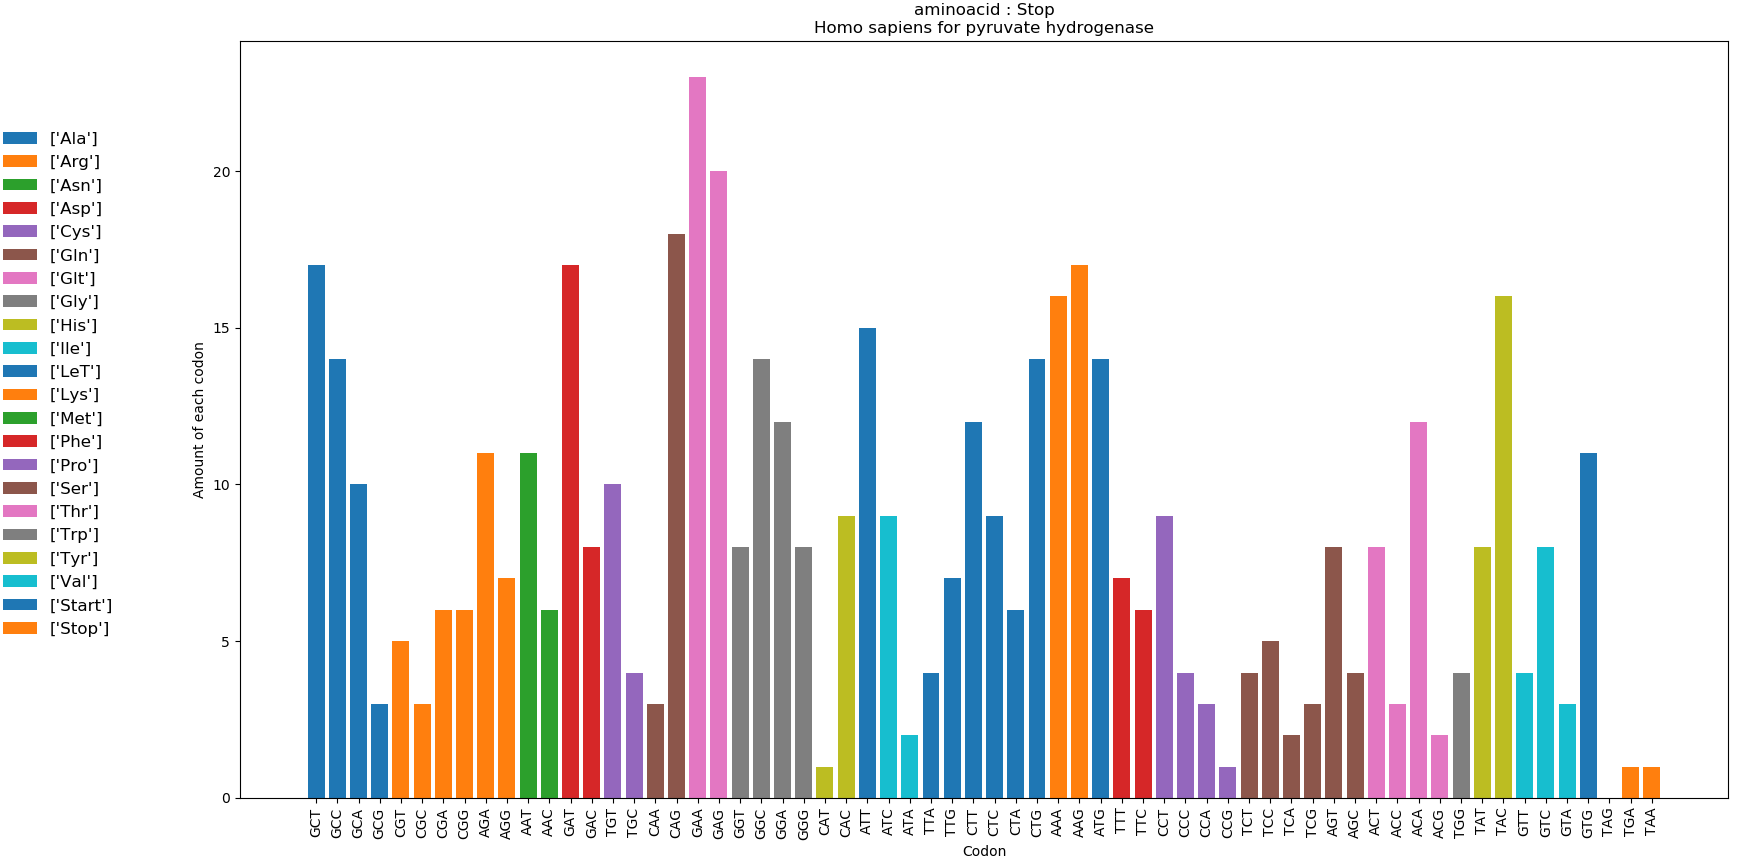 aminoacid : Stop
Homo sapiens for pyruvate hydrogenase
['Ala']
['Arg']
['Asn']
['Asp']
['Cys']
['Gln']
['Glt']
['Gly']
['His']
['Ile']
['LeT']
['Lys']
['Met']
['Phe']
['Pro']
['Ser']
['Thr']
['Trp']
['Tyr']
['Val']
['Start']
['Stop']
Amount of each codon
20
15
10
5
0
GCT
GCC
GCA
GCG
CGT
CGC
CGA
CGG
AGA
AGG
AAT
AAC
GAT
GAC
TGT
TGC
CAA
CAG
GAA
GAG
GGT
GGC
GGA
GGG
CAT
CAC
ATT
ATC
ATA
TTA
TTG
CTT
CTC
CTA
CTG
AAA
AAG
ATG
TTT
TTC
CCT
CCC
CCA
CCG
TCT
TCC
TCA
TCG
AGT
AGC
ACT
ACC
ACA
ACG
TGG
TAT
TAC
GTT
GTC
GTA
GTG
TAG
TGA
TAA
Codon